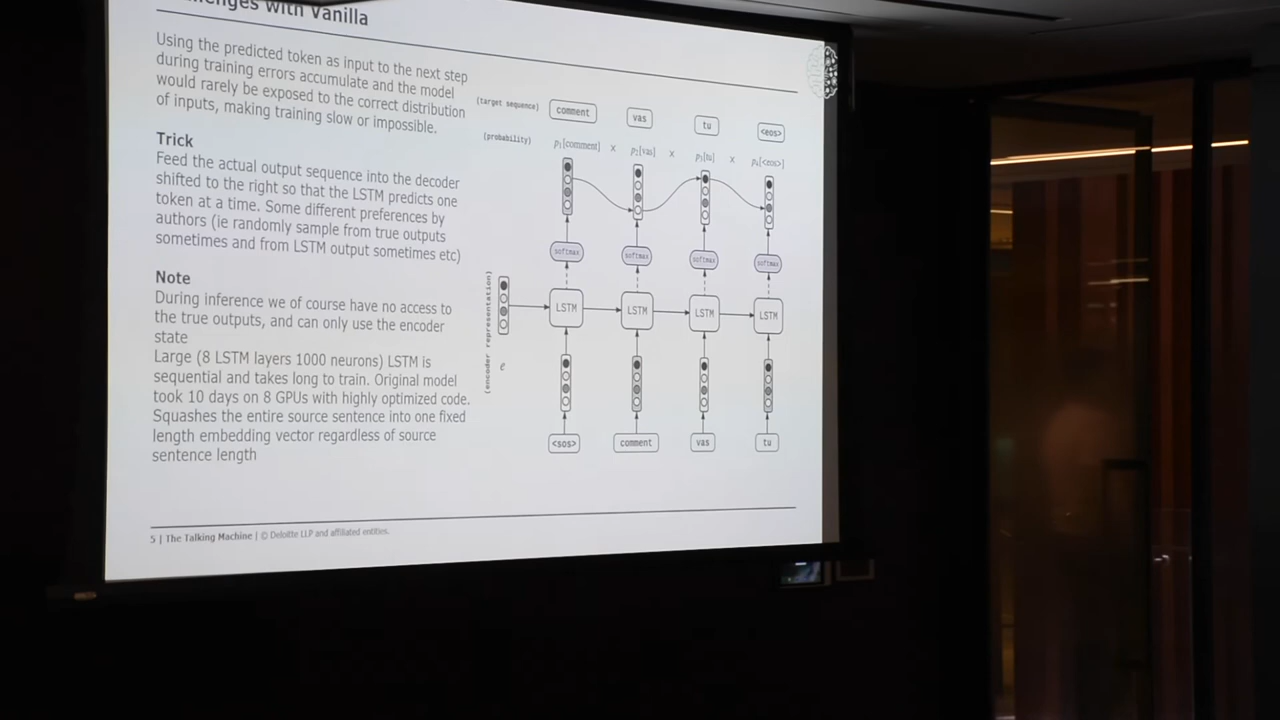 with Vanilla
Using the predicted token as input to the next step
during training errors accumulate and the model
would rarely be exposed to the correct distribution
of inputs, making training slow or impossible.
Trick
Feed the actual output sequence into the decoder
shifted to the right so that the LSTM predicts one
token at a time. Some different preferences by
authors (ie randomly sample from true outputs
sometimes and from LSTM output sometimes etc)
Note
During inference we of course have no access to
the true outputs, and can only use the encoder
state
Large (8 LSTM layers 1000 neurons) LSTM is
sequential and takes long to train. Original model
took 10 days on 8 GPUs with highly optimized code.
Squashes the entire source sentence into one fixed
length embedding vector regardless of source
sentence length
(target sequence) comment vas tu <eos>
(probability) p₁[comment] x p₂[vas] x p₃[tu] x p₄[<eos>]
softmax softmax softmax softmax
(encoder representation)
LSTM LSTM LSTM LSTM
e
<sos> comment vas tu
5 | The Talking Machine | © Deloitte LLP and affiliated entities.